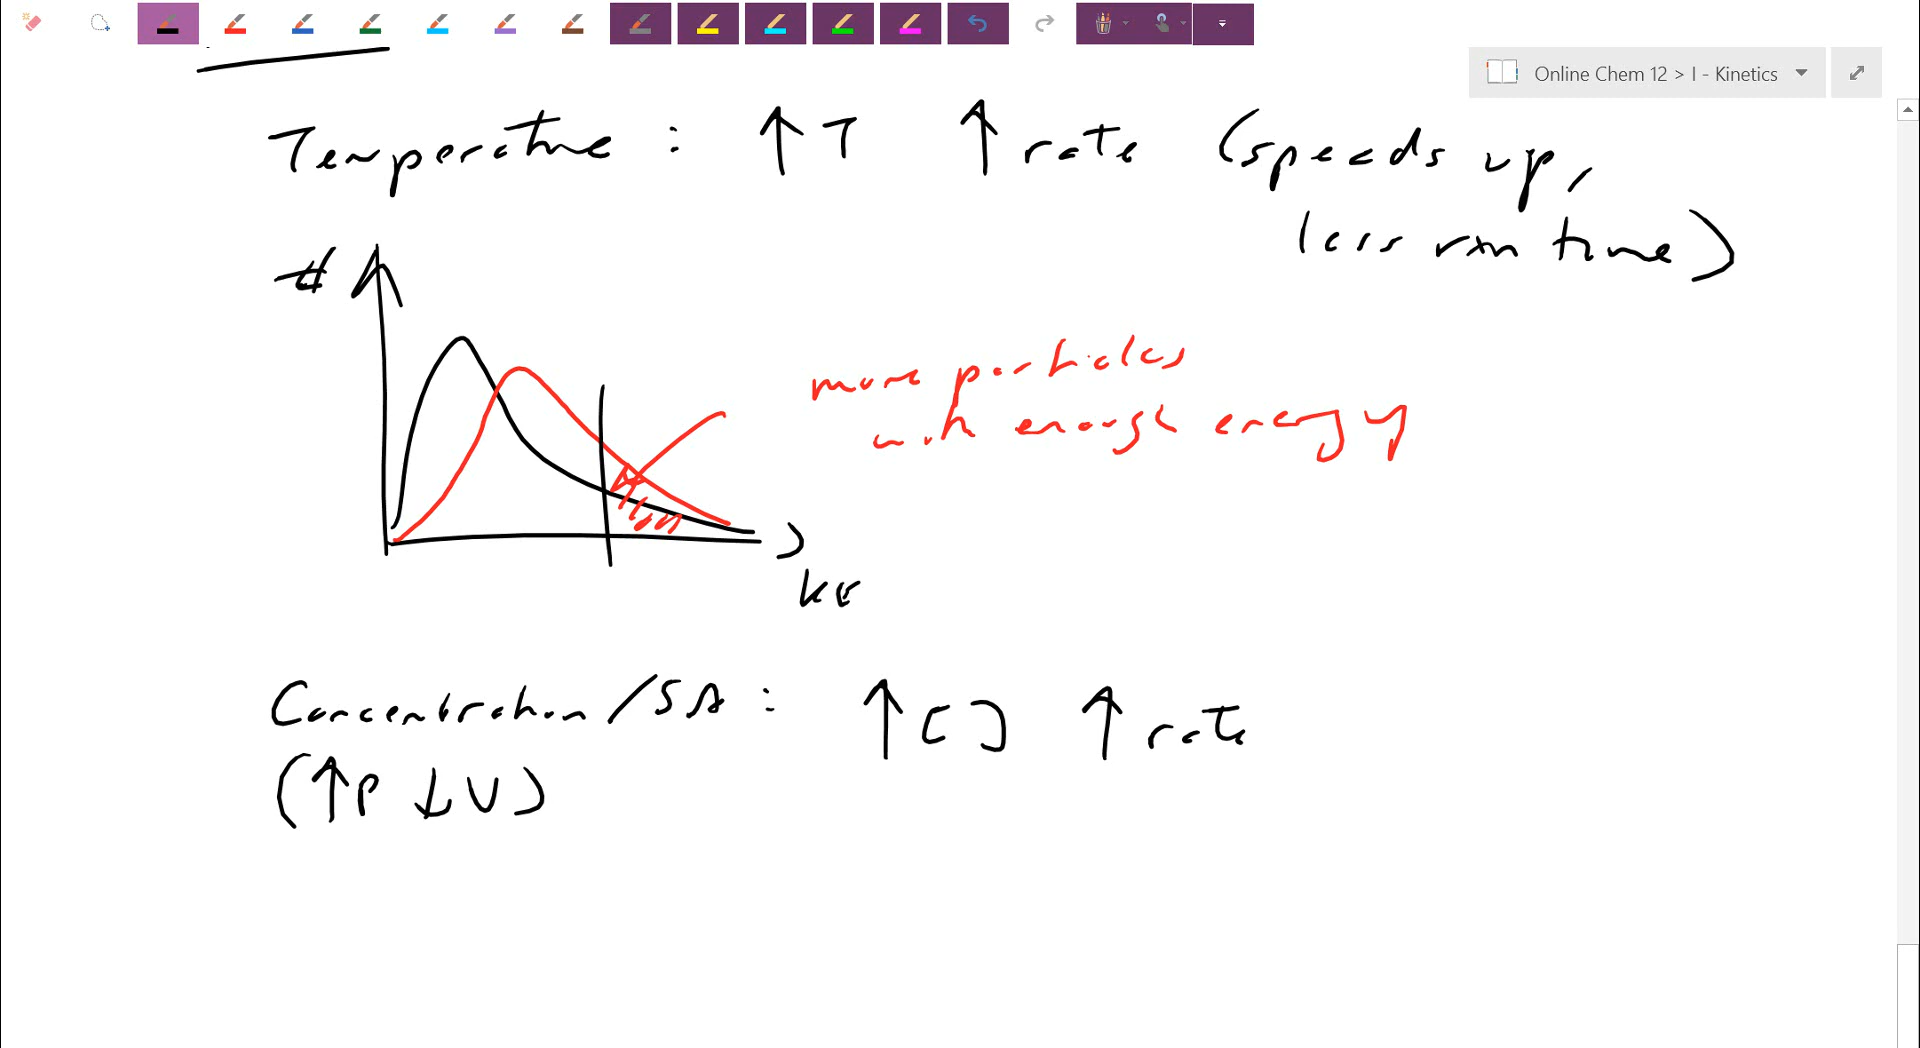 Online Chem 12 > I - Kinetics
Temperature : ↑ T ↑ rate (speeds up,
less rxn time)
#
more particles
with enough energy
KE
Concentration / SA : ↑ [ ] ↑ rate
(↑P ↓V)